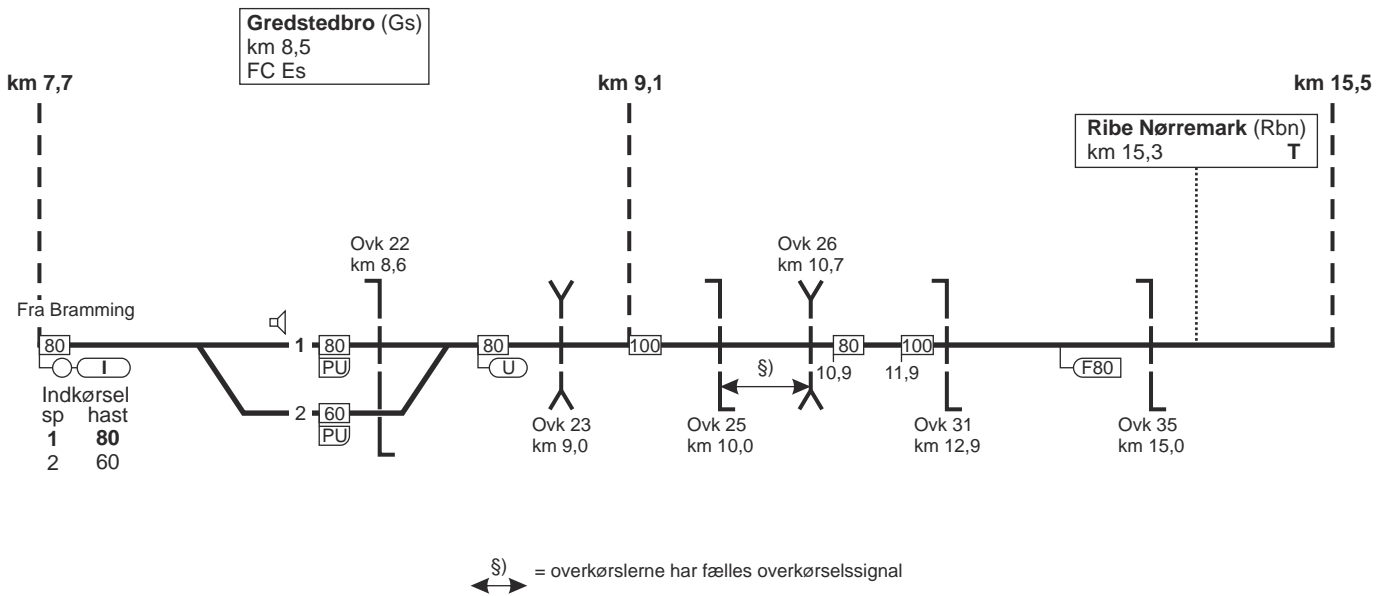 Gredstedbro (Gs)
km 8,5
FC Es
km 7,7
km 9,1
km 15,5
Ribe Nørremark (Rbn)
km 15,3 T
Ovk 22
km 8,6
Ovk 26
km 10,7
Fra Bramming
80
1
80
80
100
80
100
I
PU
U
§)
10,9
11,9
F80
Indkørsel
sp hast
1 80
2 60
2
60
PU
Ovk 23
km 9,0
Ovk 25
km 10,0
Ovk 31
km 12,9
Ovk 35
km 15,0
§) = overkørslerne har fælles overkørselssignal